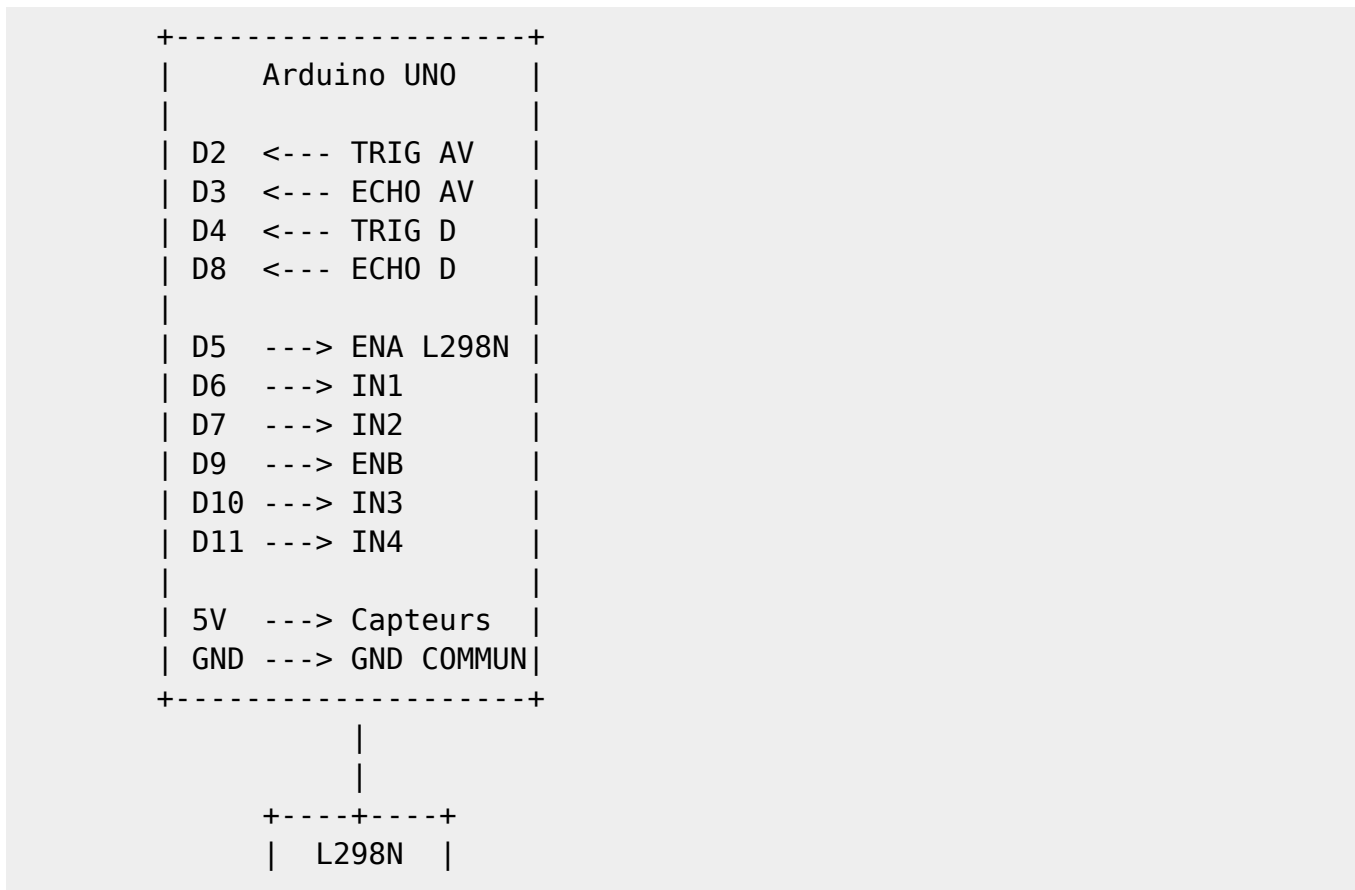 +--------------------+
|     Arduino UNO    |
|                    |
| D2  <--- TRIG AV   |
| D3  <--- ECHO AV   |
| D4  <--- TRIG D    |
| D8  <--- ECHO D    |
|                    |
| D5  ---> ENA L298N |
| D6  ---> IN1       |
| D7  ---> IN2       |
| D9  ---> ENB       |
| D10 ---> IN3       |
| D11 ---> IN4       |
|                    |
| 5V  ---> Capteurs  |
| GND ---> GND COMMUN|
+--------------------+
           |
           |
      +----+----+
      |  L298N  |